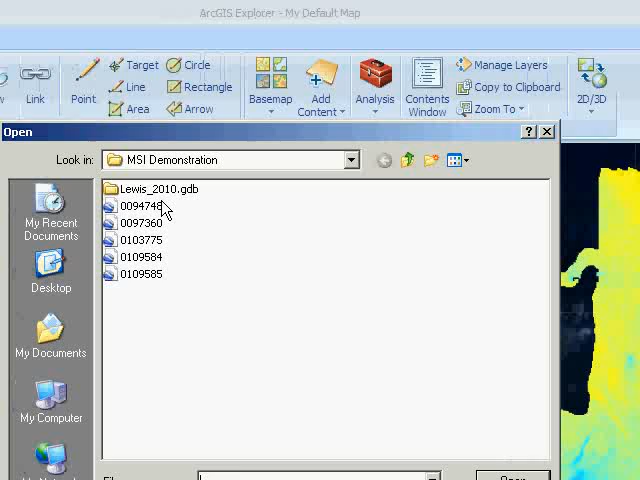 ArcGIS Explorer - My Default Map
Link
Point
Target
Line
Area
Circle
Rectangle
Arrow
Basemap
Add
Content
Analysis
Contents
Window
Manage Layers
Copy to Clipboard
Zoom To
2D/3D
Open
Look in:
MSI Demonstration
My Recent
Documents
Desktop
My Documents
My Computer
Lewis_2010.gdb
0094748
0097360
0103775
0109584
0109585
Open